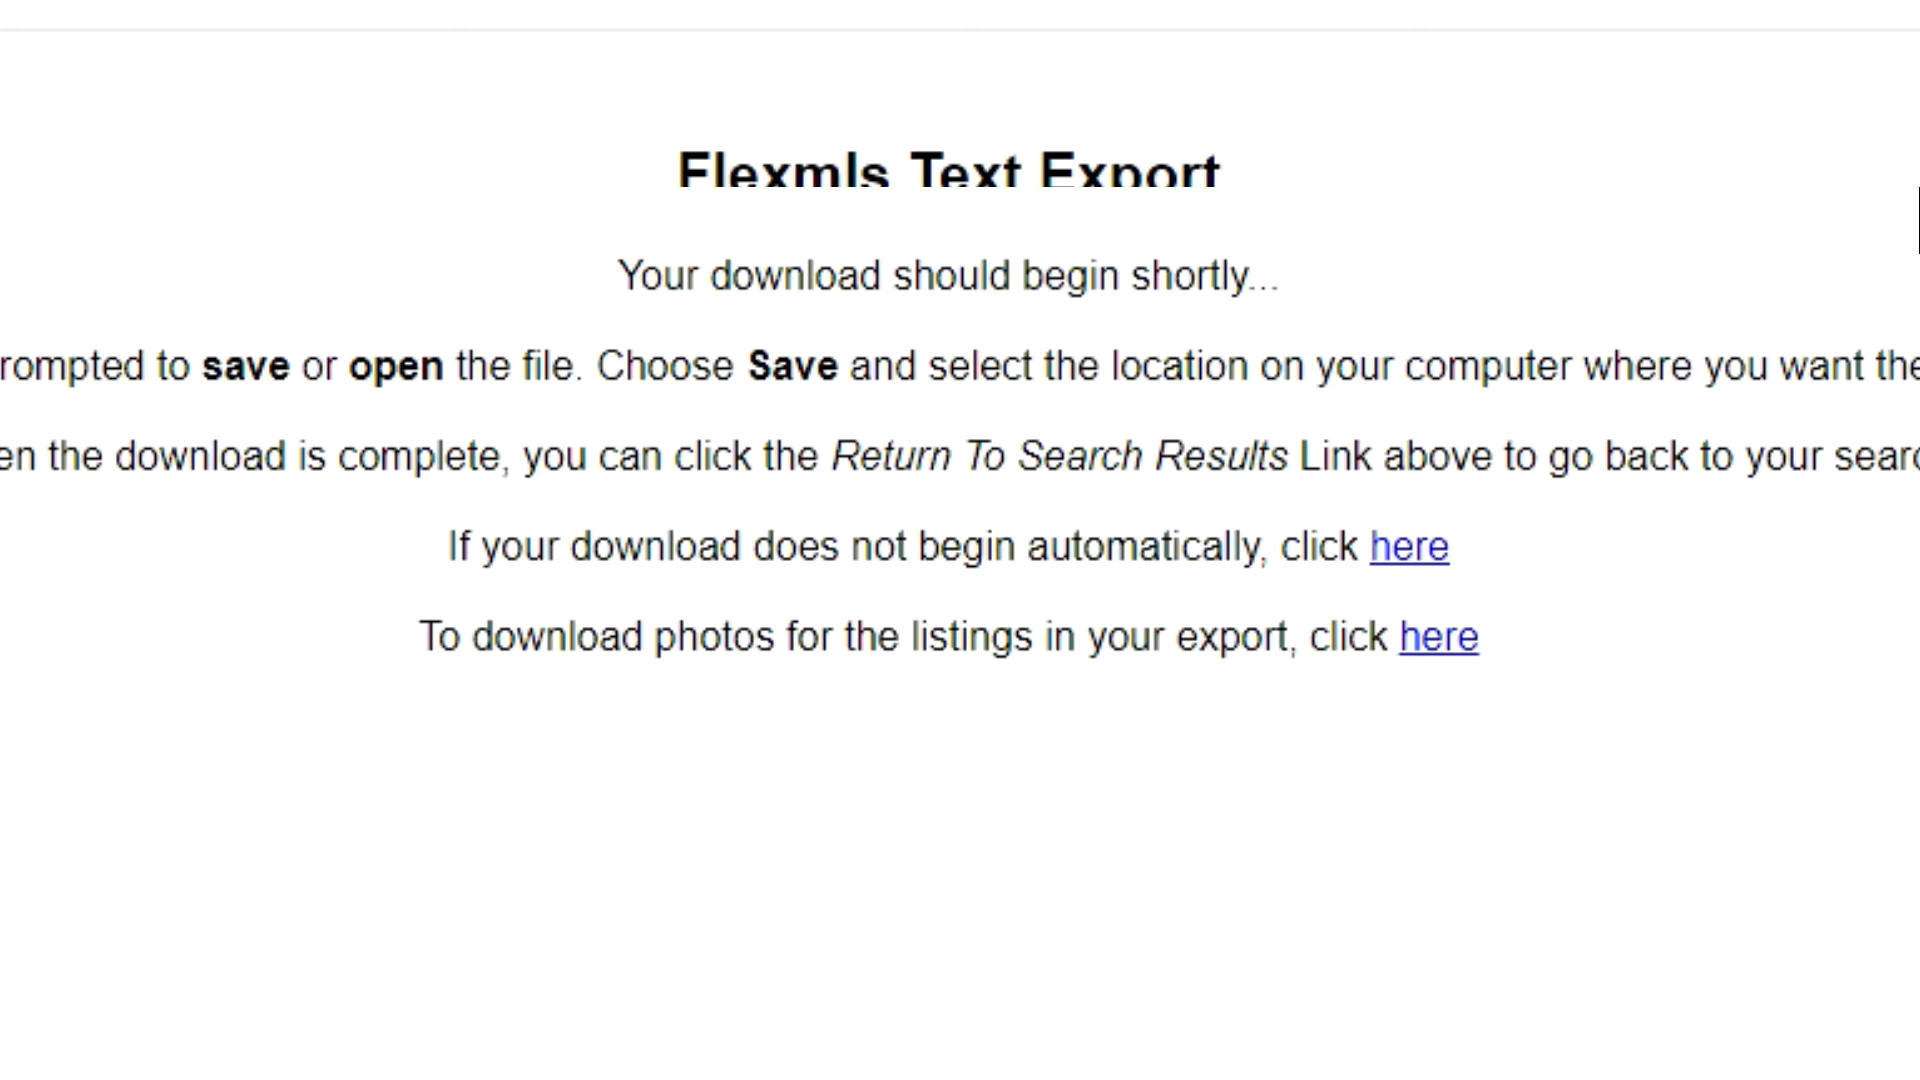 Flexmls Text Export
Your download should begin shortly...
rompted to save or open the file. Choose Save and select the location on your computer where you want the
en the download is complete, you can click the Return To Search Results Link above to go back to your searc
If your download does not begin automatically, click here
To download photos for the listings in your export, click here